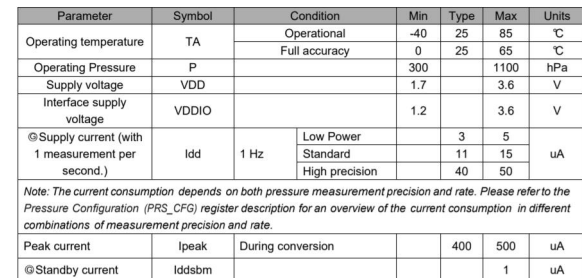 Parameter Symbol Condition Min Type Max Units
Operating temperature TA Operational -40 25 85 ℃
Full accuracy 0 25 65 ℃
Operating Pressure P 300 1100 hPa
Supply voltage VDD 1.7 3.6 V
Interface supply voltage VDDIO 1.2 3.6 V
@Supply current (with 1 measurement per second.) Idd 1 Hz Low Power 3 5 uA
Standard 11 15
High precision 40 50
Note: The current consumption depends on both pressure measurement precision and rate. Please refer to the
Pressure Configuration (PRS_CFG) register description for an overview of the current consumption in different
combinations of measurement precision and rate.
Peak current Ipeak During conversion 400 500 uA
@Standby current Iddsbm 1 uA